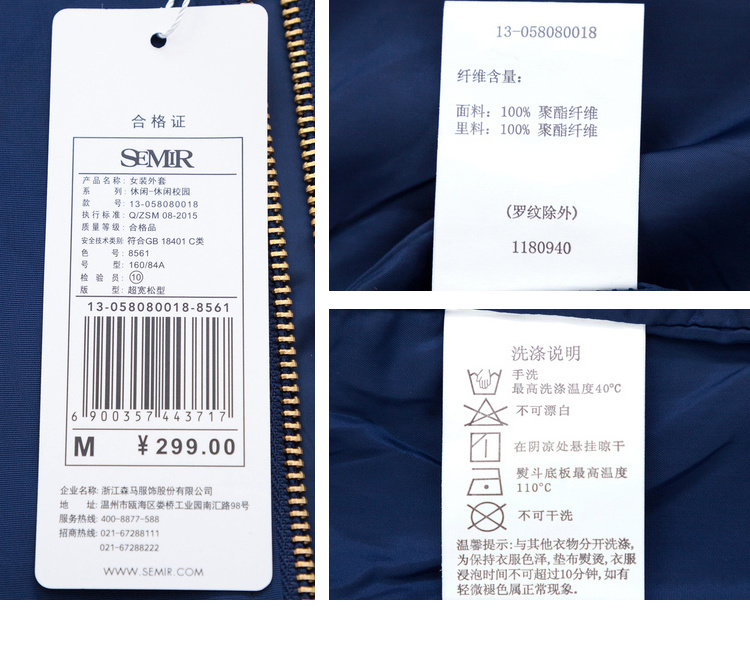 合格证
SEMIR
产品名称: 女装外套
系 列: 休闲-休闲校园
款 号: 13-058080018
执行标准: Q/ZSM 08-2015
质量等级: 合格品
安全技术类别: 符合GB 18401 C类
色 号: 8561
号 型: 160/84A
检 验 员: ⑩
版 型: 超宽松型
13-058080018-8561
6 900357 443717
M ¥299.00
企业名称: 浙江森马服饰股份有限公司
地 址: 温州市瓯海区娄桥工业园南汇路98号
服务热线: 400-8877-588
招商热线: 021-67288111
021-67288222
WWW.SEMIR.COM
13-058080018
纤维含量:
面料: 100% 聚酯纤维
里料: 100% 聚酯纤维
(罗纹除外)
1180940
洗涤说明
手洗
最高洗涤温度40℃
不可漂白
在阴凉处悬挂晾干
熨斗底板最高温度
110℃
不可干洗
温馨提示:与其他衣物分开洗涤,
为保持衣服色泽,垫布熨烫,衣服
浸泡时间不可超过10分钟,如有
轻微褪色属正常现象.